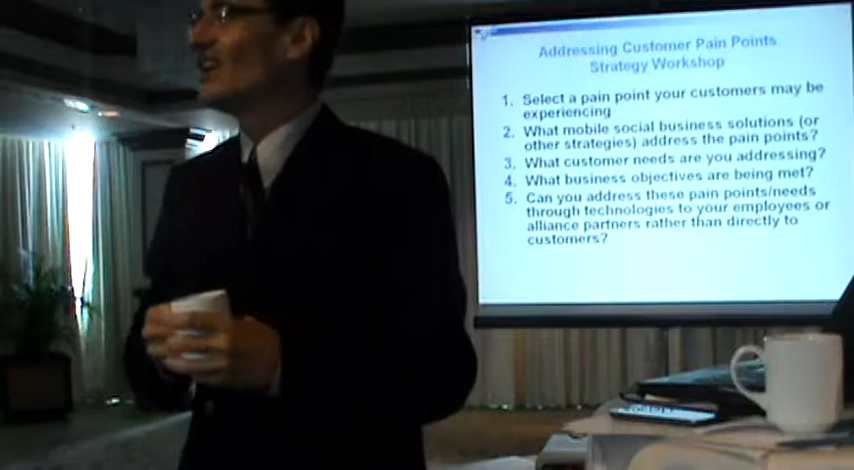 Addressing Customer Pain Points
Strategy Workshop
1. Select a pain point your customers may be
experiencing
2. What mobile social business solutions (or
other strategies) address the pain points?
3. What customer needs are you addressing?
4. What business objectives are being met?
5. Can you address these pain points/needs
through technologies to your employees or
alliance partners rather than directly to
customers?